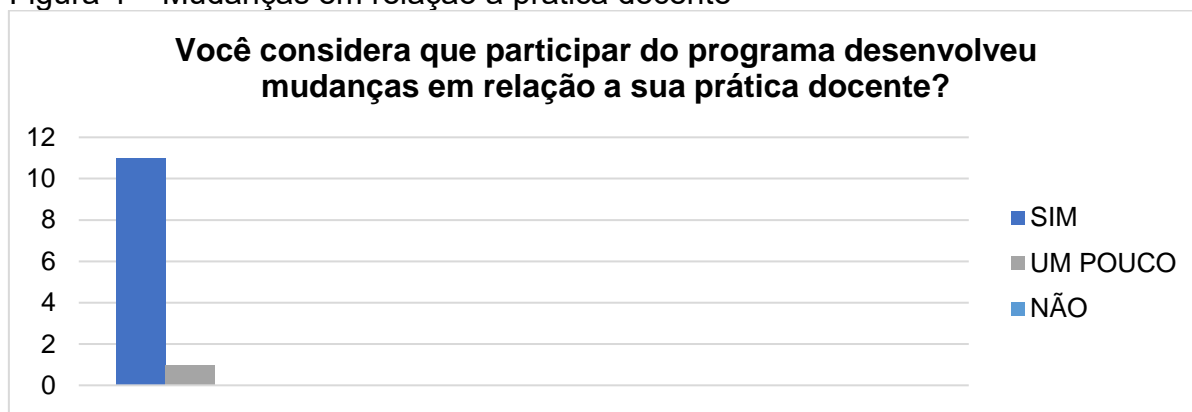 Você considera que participar do programa desenvolveu
mudanças em relação a sua prática docente?
12
10
8
6
4
2
0
SIM
UM POUCO
NÃO